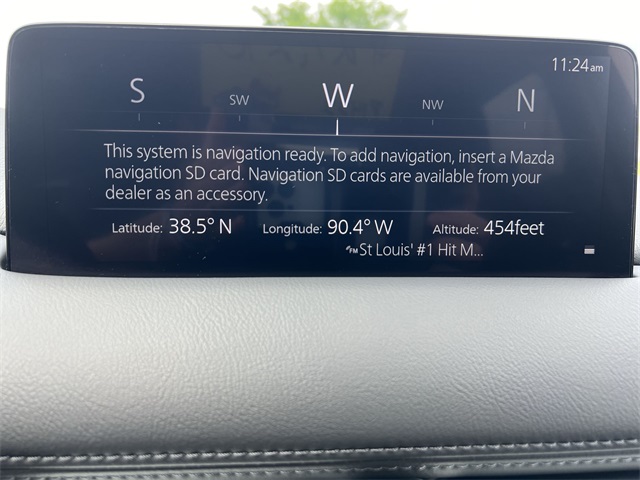 11:24am
S SW W NW N
This system is navigation ready. To add navigation, insert a Mazda
navigation SD card. Navigation SD cards are available from your
dealer as an accessory.
Latitude: 38.5° N Longitude: 90.4° W Altitude: 454feet
FM St Louis' #1 Hit M...